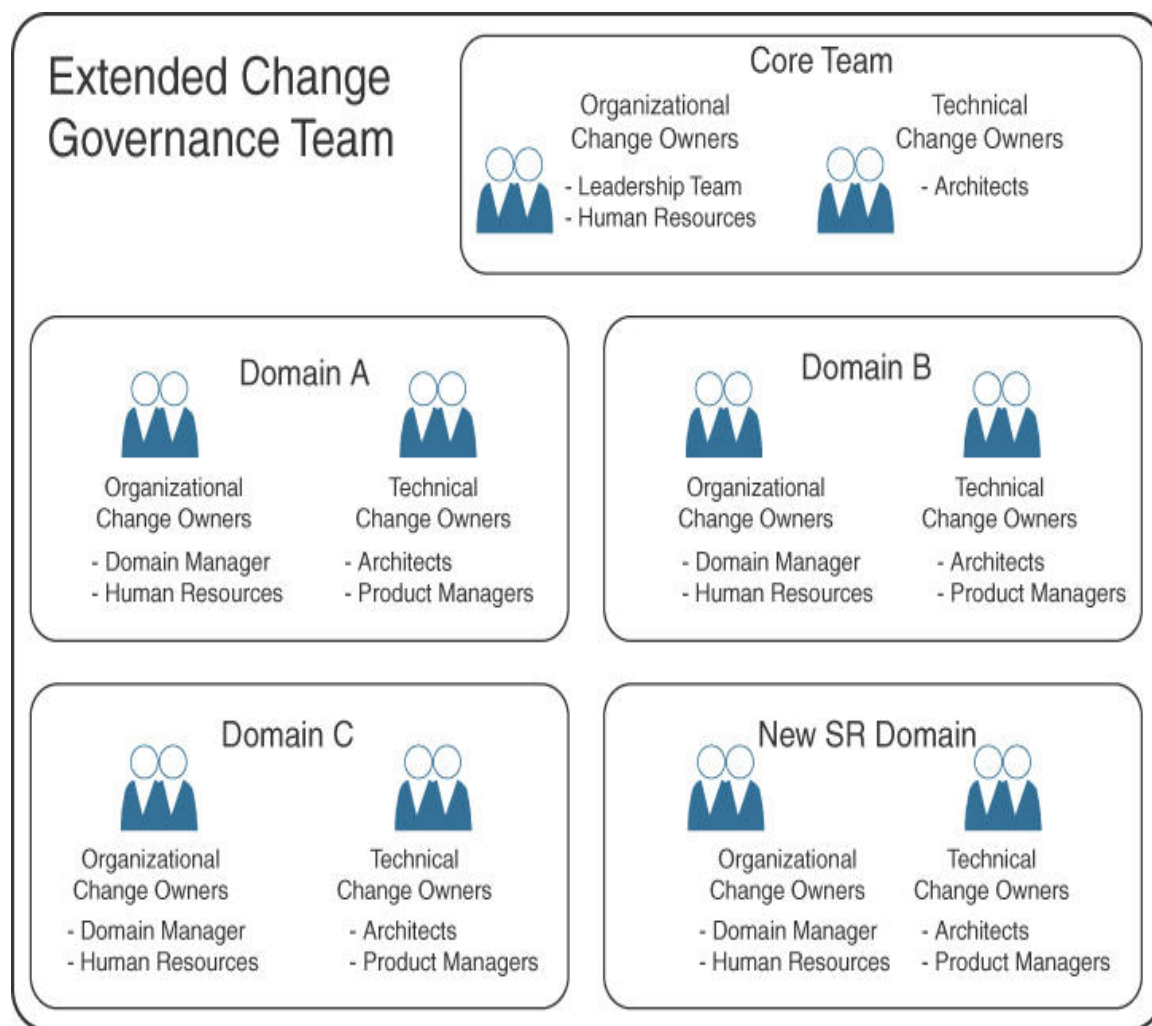 Extended Change
Governance Team
Core Team
Organizational
Change Owners
- Leadership Team
- Human Resources
Technical
Change Owners
- Architects
Domain A
Organizational
Change Owners
- Domain Manager
- Human Resources
Technical
Change Owners
- Architects
- Product Managers
Domain B
Organizational
Change Owners
- Domain Manager
- Human Resources
Technical
Change Owners
- Architects
- Product Managers
Domain C
Organizational
Change Owners
- Domain Manager
- Human Resources
Technical
Change Owners
- Architects
- Product Managers
New SR Domain
Organizational
Change Owners
- Domain Manager
- Human Resources
Technical
Change Owners
- Architects
- Product Managers